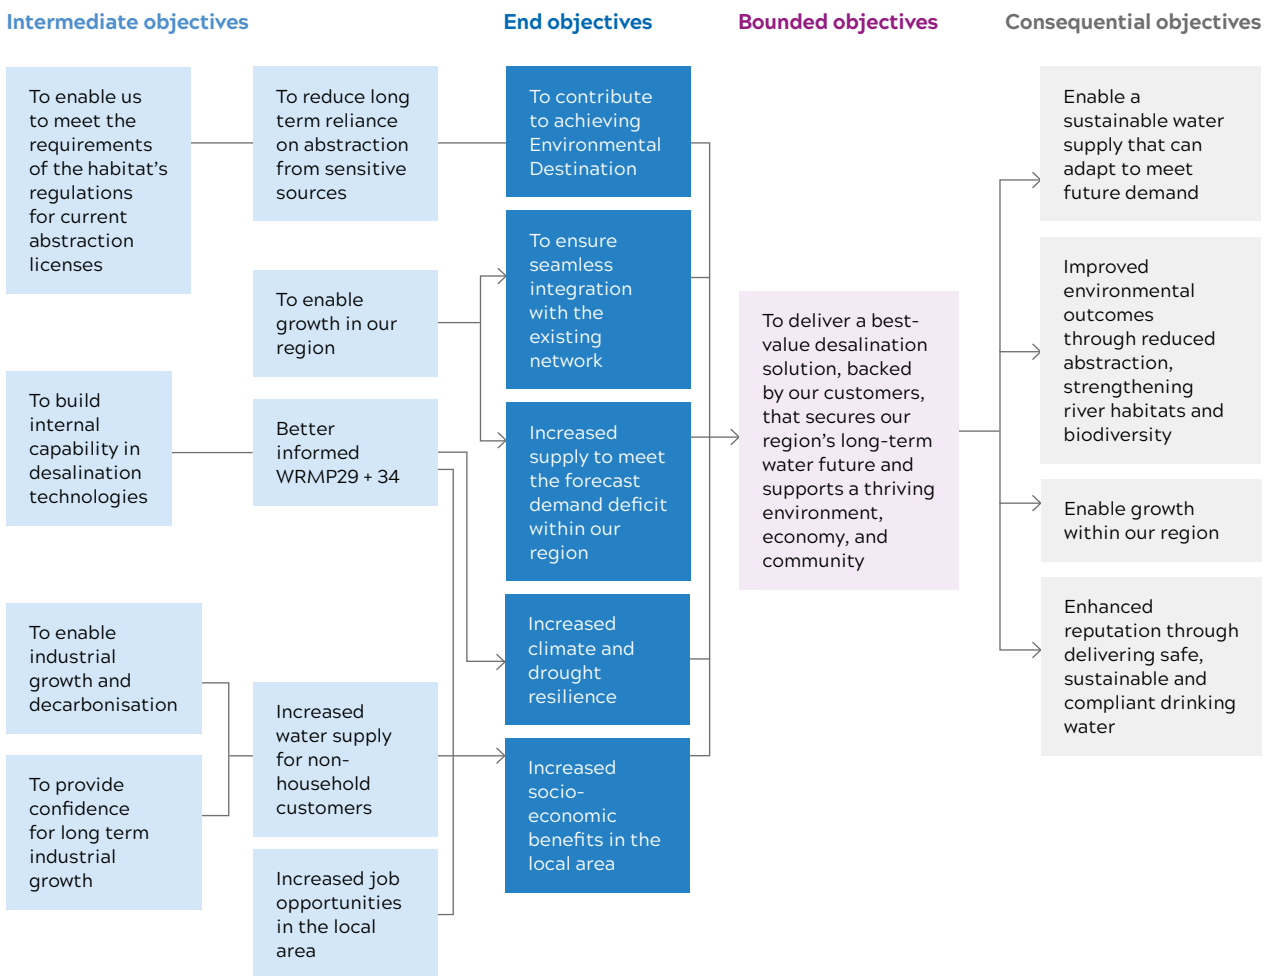 Intermediate objectives
End objectives
Bounded objectives
Consequential objectives
To enable us
to meet the
requirements
of the habitat’s
regulations
for current
abstraction
licenses
To build
internal
capability in
desalination
technologies
To enable
industrial
growth and
decarbonisation
To provide
confidence
for long term
industrial
growth
To reduce long
term reliance
on abstraction
from sensitive
sources
To enable
growth in our
region
Better
informed
WRMP29 + 34
Increased
water supply
for non-
household
customers
Increased job
opportunities
in the local
area
To contribute
to achieving
Environmental
Destination
To ensure
seamless
integration
with the
existing
network
Increased
supply to meet
the forecast
demand deficit
within our
region
Increased
climate and
drought
resilience
Increased
socio-
economic
benefits in the
local area
To deliver a best-
value desalination
solution, backed
by our customers,
that secures our
region’s long-term
water future and
supports a thriving
environment,
economy, and
community
Enable a
sustainable water
supply that can
adapt to meet
future demand
Improved
environmental
outcomes
through reduced
abstraction,
strengthening
river habitats and
biodiversity
Enable growth
within our region
Enhanced
reputation through
delivering safe,
sustainable and
compliant drinking
water